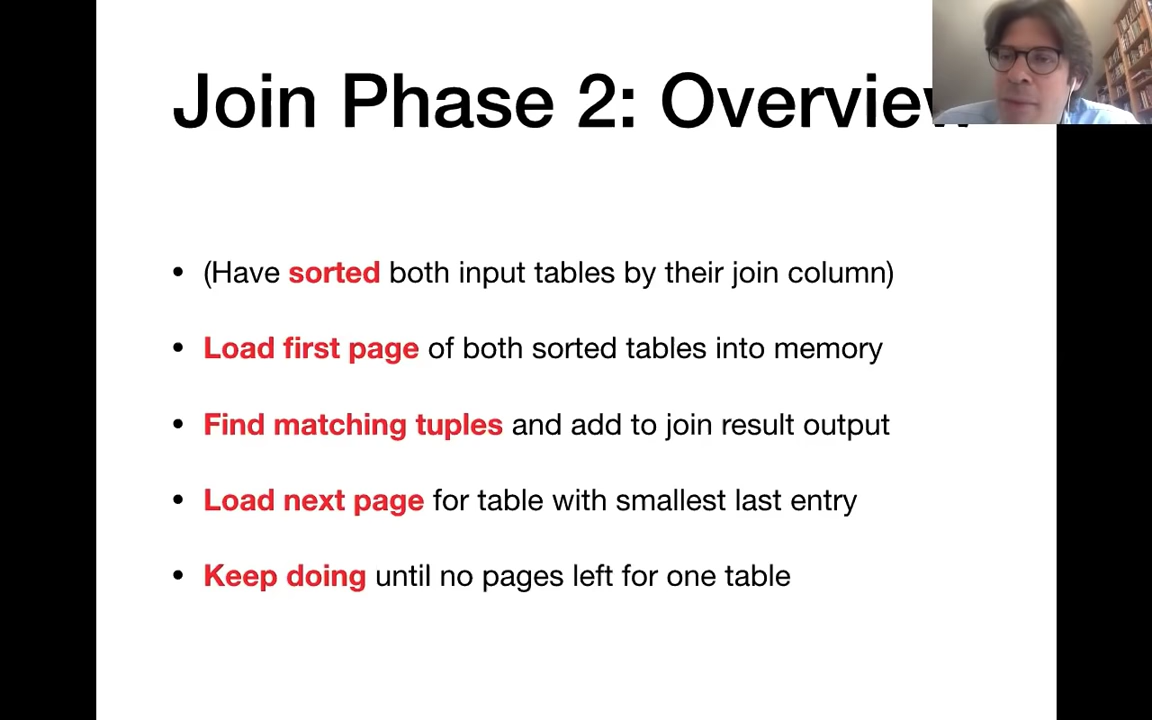 Join Phase 2: Overview
• (Have sorted both input tables by their join column)
• Load first page of both sorted tables into memory
• Find matching tuples and add to join result output
• Load next page for table with smallest last entry
• Keep doing until no pages left for one table